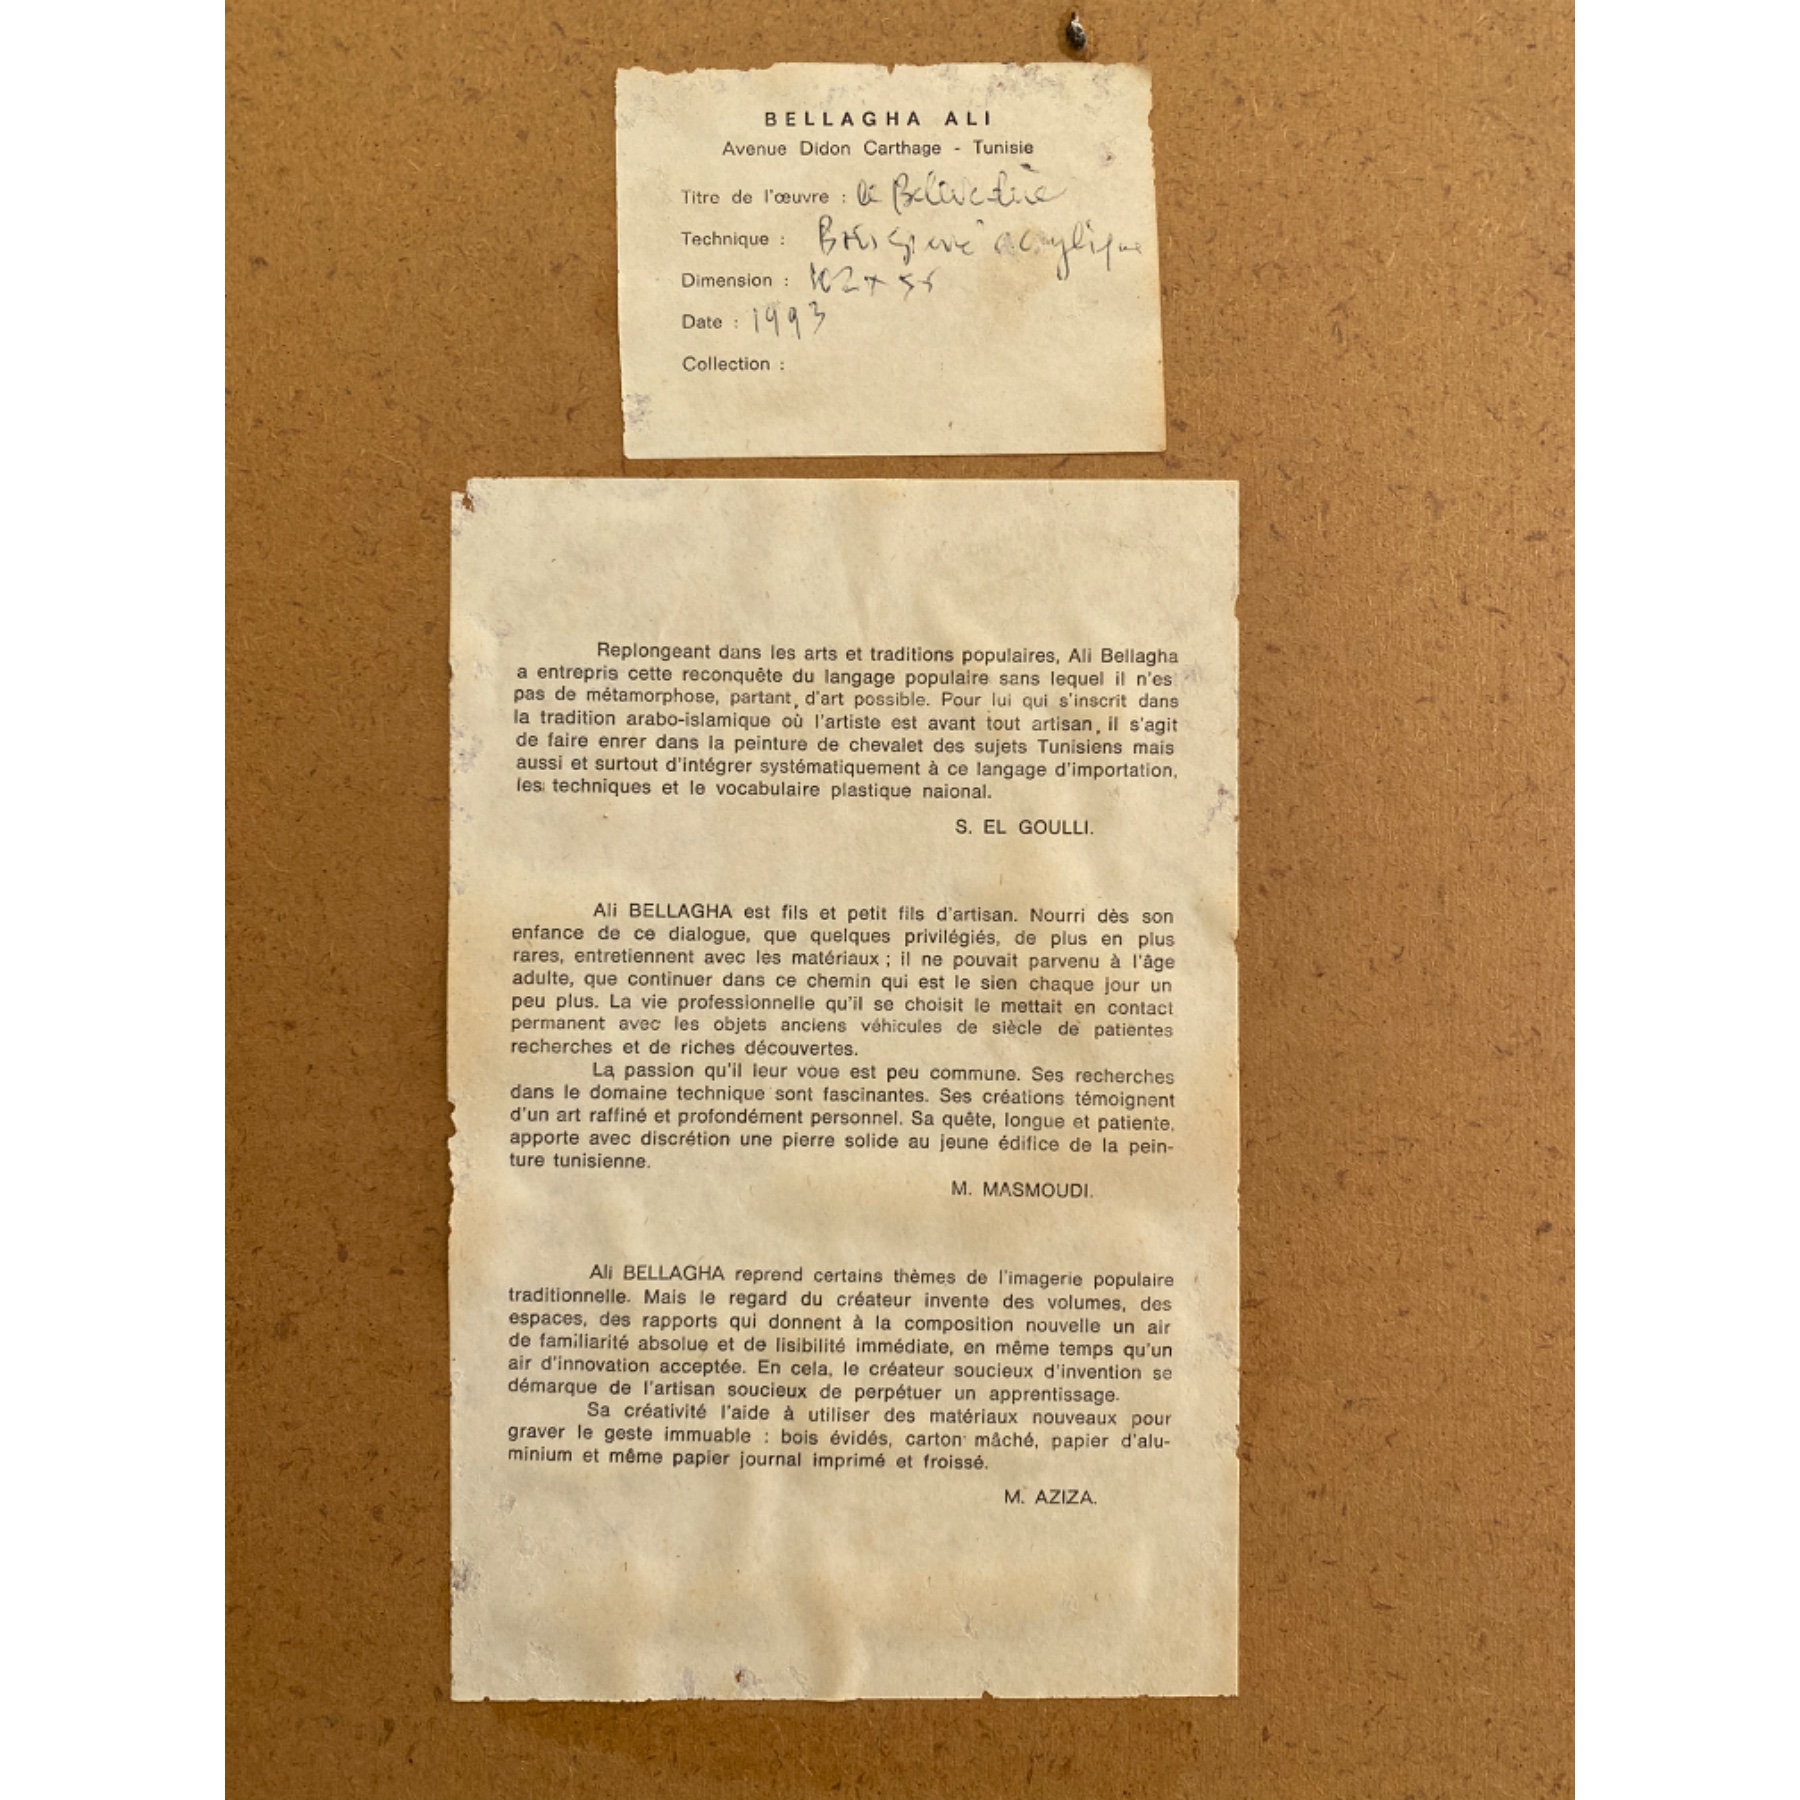 BELLAGHA ALI
Avenue Didon Carthage - Tunisie
Titre de l'œuvre : le Belvédère
Technique : Bois gravé acrylique
Dimension : 102 x
Date : 1993
Collection :
Replongeant dans les arts et traditions populaires, Ali Bellagha
a entrepris cette reconquête du langage populaire sans lequel il n'es
pas de métamorphose, partant, d'art possible. Pour lui qui s'inscrit dans
la tradition arabo-islamique où l'artiste est avant tout artisan, il s'agit
de faire enrer dans la peinture de chevalet des sujets Tunisiens mais
aussi et surtout d'intégrer systématiquement à ce langage d'importation,
les techniques et le vocabulaire plastique naional.
S. EL GOULLI.
Ali BELLAGHA est fils et petit fils d'artisan. Nourri dès son
enfance de ce dialogue, que quelques privilégiés, de plus en plus
rares, entretiennent avec les matériaux ; il ne pouvait parvenu à l'âge
adulte, que continuer dans ce chemin qui est le sien chaque jour un
peu plus. La vie professionnelle qu'il se choisit le mettait en contact
permanent avec les objets anciens véhicules de siècle de patientes
recherches et de riches découvertes.
La passion qu'il leur voue est peu commune. Ses recherches
dans le domaine technique sont fascinantes. Ses créations témoignent
d'un art raffiné et profondément personnel. Sa quête, longue et patiente,
apporte avec discrétion une pierre solide au jeune édifice de la pein-
ture tunisienne.
M. MASMOUDI.
Ali BELLAGHA reprend certains thèmes de l'imagerie populaire
traditionnelle. Mais le regard du créateur invente des volumes, des
espaces, des rapports qui donnent à la composition nouvelle un air
de familiarité absolue et de lisibilité immédiate, en même temps qu'un
air d'innovation acceptée. En cela, le créateur soucieux d'invention se
démarque de l'artisan soucieux de perpétuer un apprentissage.
Sa créativité l'aide à utiliser des matériaux nouveaux pour
graver le geste immuable : bois évidés, carton mâché, papier d'alu-
minium et même papier journal imprimé et froissé.
M. AZIZA.